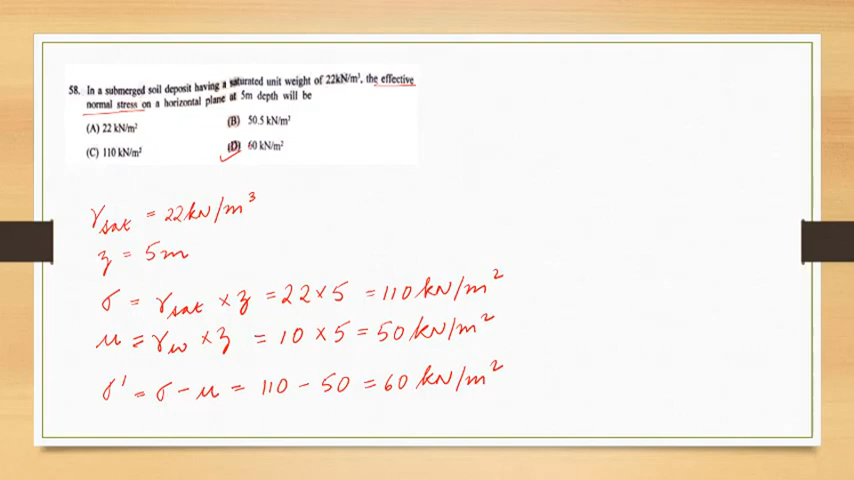 58. In a submerged soil deposit having a saturated unit weight of 22kN/m³, the effective
normal stress on a horizontal plane at 5m depth will be
(A) 22 kN/m² (B) 50.5 kN/m²
(C) 110 kN/m² (D) 60 kN/m²
γsat = 22kN/m³
z = 5m
σ = γsat × z = 22×5 = 110 kN/m²
u = γw × z = 10 × 5 = 50 kN/m²
σ' = σ - u = 110 - 50 = 60 kN/m²